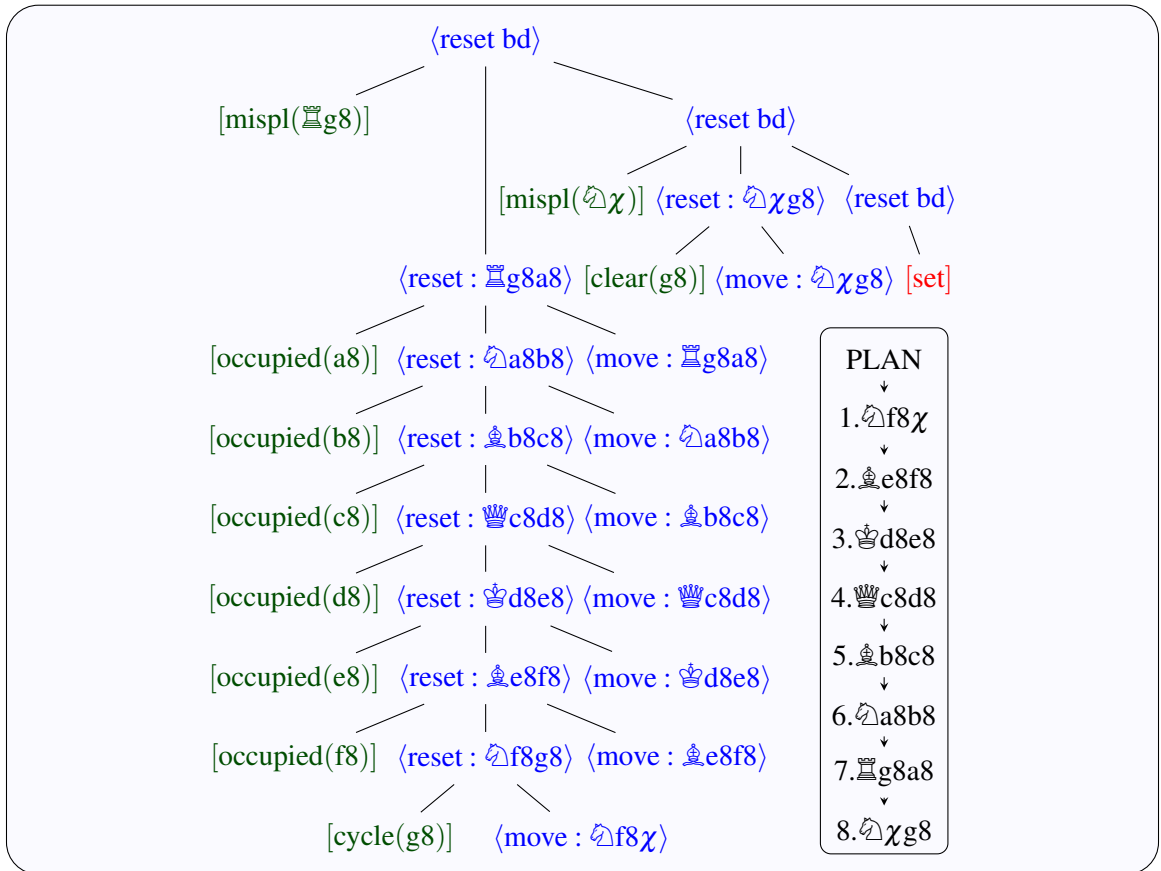 ⟨reset bd⟩
[mispl(♖g8)]
⟨reset bd⟩
[mispl(♘χ)] ⟨reset : ♘χg8⟩ ⟨reset bd⟩
⟨reset : ♖g8a8⟩ [clear(g8)] ⟨move : ♘χg8⟩ [set]
[occupied(a8)] ⟨reset : ♘a8b8⟩ ⟨move : ♖g8a8⟩
[occupied(b8)] ⟨reset : ♗b8c8⟩ ⟨move : ♘a8b8⟩
[occupied(c8)] ⟨reset : ♕c8d8⟩ ⟨move : ♗b8c8⟩
[occupied(d8)] ⟨reset : ♔d8e8⟩ ⟨move : ♕c8d8⟩
[occupied(e8)] ⟨reset : ♗e8f8⟩ ⟨move : ♔d8e8⟩
[occupied(f8)] ⟨reset : ♘f8g8⟩ ⟨move : ♗e8f8⟩
[cycle(g8)] ⟨move : ♘f8χ⟩
PLAN
1.♘f8χ
2.♗e8f8
3.♔d8e8
4.♕c8d8
5.♗b8c8
6.♘a8b8
7.♖g8a8
8.♘χg8